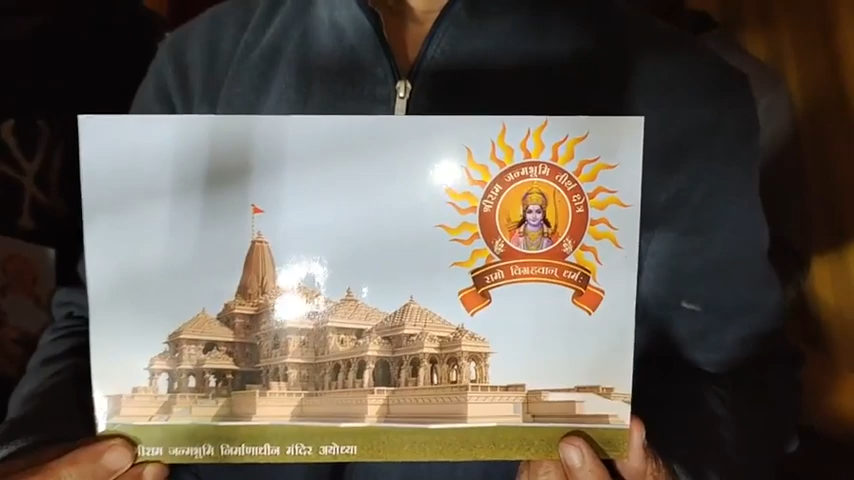 श्रीराम जन्मभूमि तीर्थ क्षेत्र
रामो विग्रहवान् धर्म:
जन्मभूमि निर्माणाधीन मंदिर अयोध्या